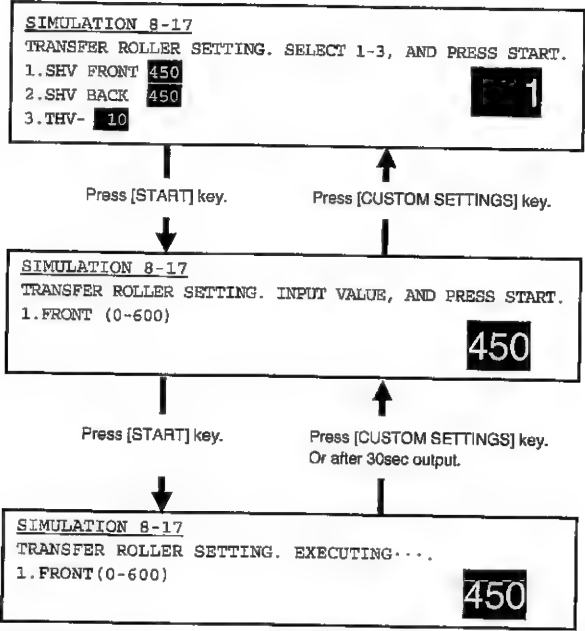 SIMULATION 8-17
TRANSFER ROLLER SETTING. SELECT 1-3, AND PRESS START.
1.SHV FRONT 450
2.SHV BACK 450
3.THV- 10
1
Press [START] key.
Press [CUSTOM SETTINGS] key.
SIMULATION 8-17
TRANSFER ROLLER SETTING. INPUT VALUE, AND PRESS START.
1.FRONT (0-600)
450
Press [START] key.
Press [CUSTOM SETTINGS] key.
Or after 30sec output.
SIMULATION 8-17
TRANSFER ROLLER SETTING. EXECUTING····.
1.FRONT(0-600)
450